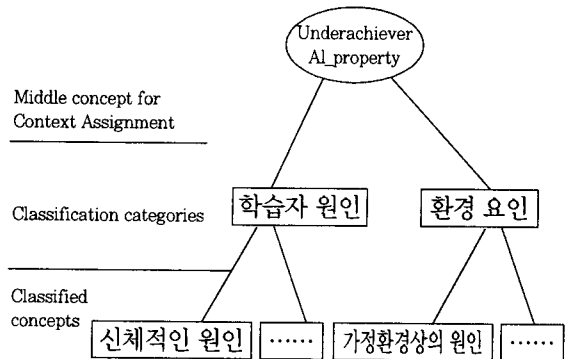 Underachiever
Al_property
Middle concept for
Context Assignment
Classification categories
학습자 원인
환경 요인
Classified
concepts
신체적인 원인
······
가정환경상의 원인
······